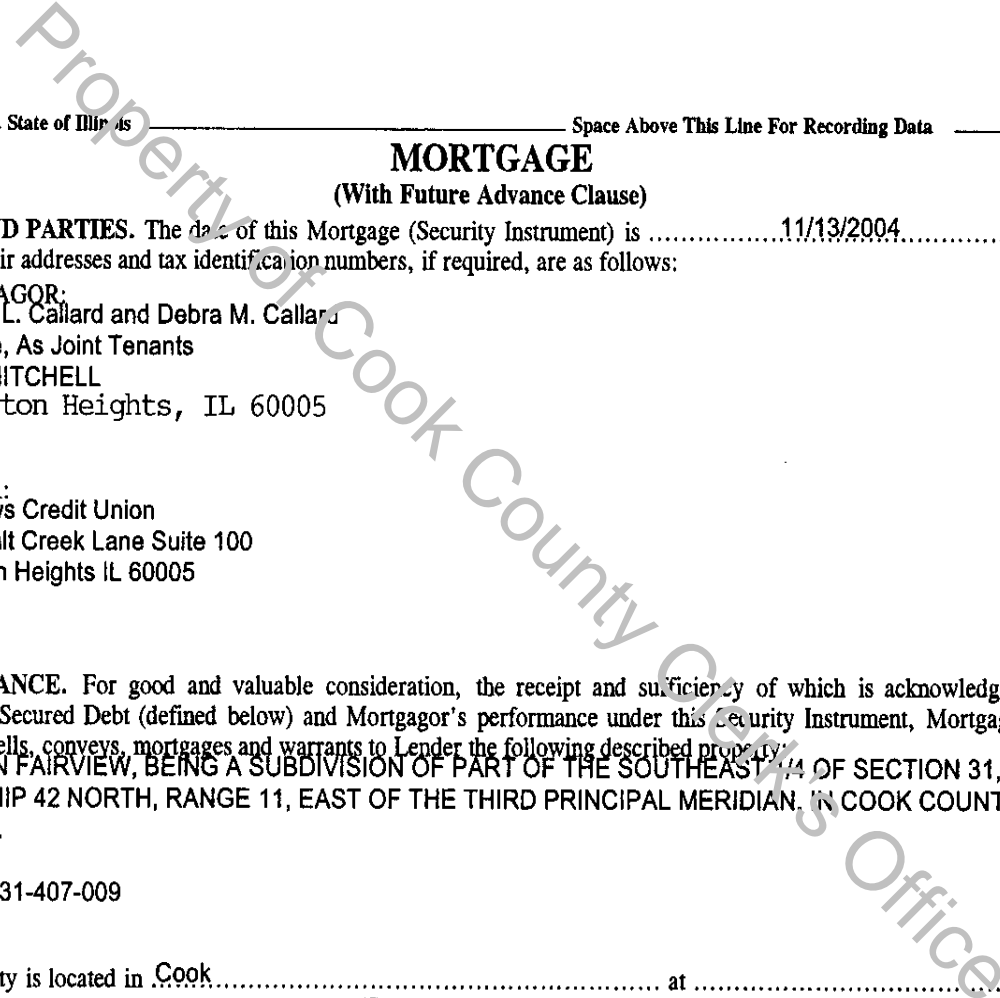 State of Illinois Space Above This Line For Recording Data
MORTGAGE
(With Future Advance Clause)
D PARTIES. The date of this Mortgage (Security Instrument) is ........................11/13/2004................
ir addresses and tax identification numbers, if required, are as follows:
AGOR:
L. Callard and Debra M. Callard
, As Joint Tenants
ITCHELL
ton Heights, IL 60005
s Credit Union
lt Creek Lane Suite 100
n Heights IL 60005
ANCE. For good and valuable consideration, the receipt and sufficiency of which is acknowledg
Secured Debt (defined below) and Mortgagor's performance under this Security Instrument, Mortga
ells, conveys, mortgages and warrants to Lender the following described property:
N FAIRVIEW, BEING A SUBDIVISION OF PART OF THE SOUTHEAST 1/4 OF SECTION 31,
HIP 42 NORTH, RANGE 11, EAST OF THE THIRD PRINCIPAL MERIDIAN, IN COOK COUNT
31-407-009
ty is located in .Cook................................................................ at ................................
Property of Cook County Clerk's Office